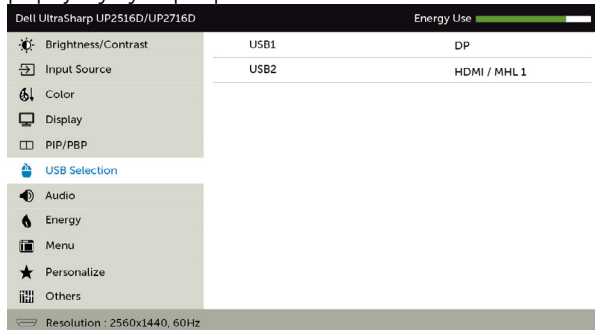 Dell UltraSharp UP2516D/UP2716D Energy Use
Brightness/Contrast USB1 DP
Input Source USB2 HDMI / MHL 1
Color
Display
PIP/PBP
USB Selection
Audio
Energy
Menu
Personalize
Others
Resolution : 2560x1440, 60Hz